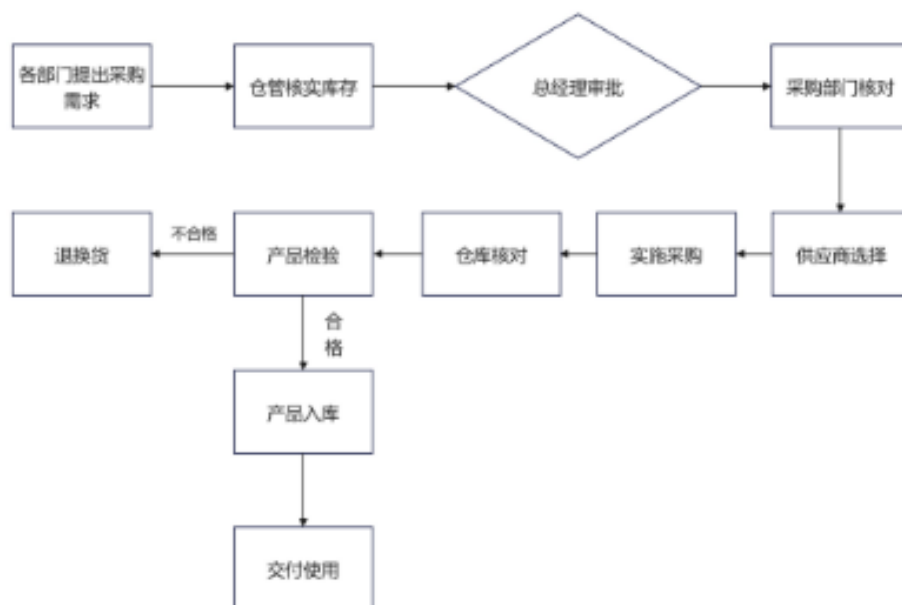 各部门提出采购
需求
仓管核实库存
总经理审批
采购部门核对
退换货
不合格
产品检验
仓库核对
实施采购
供应商选择
合
格
产品入库
交付使用